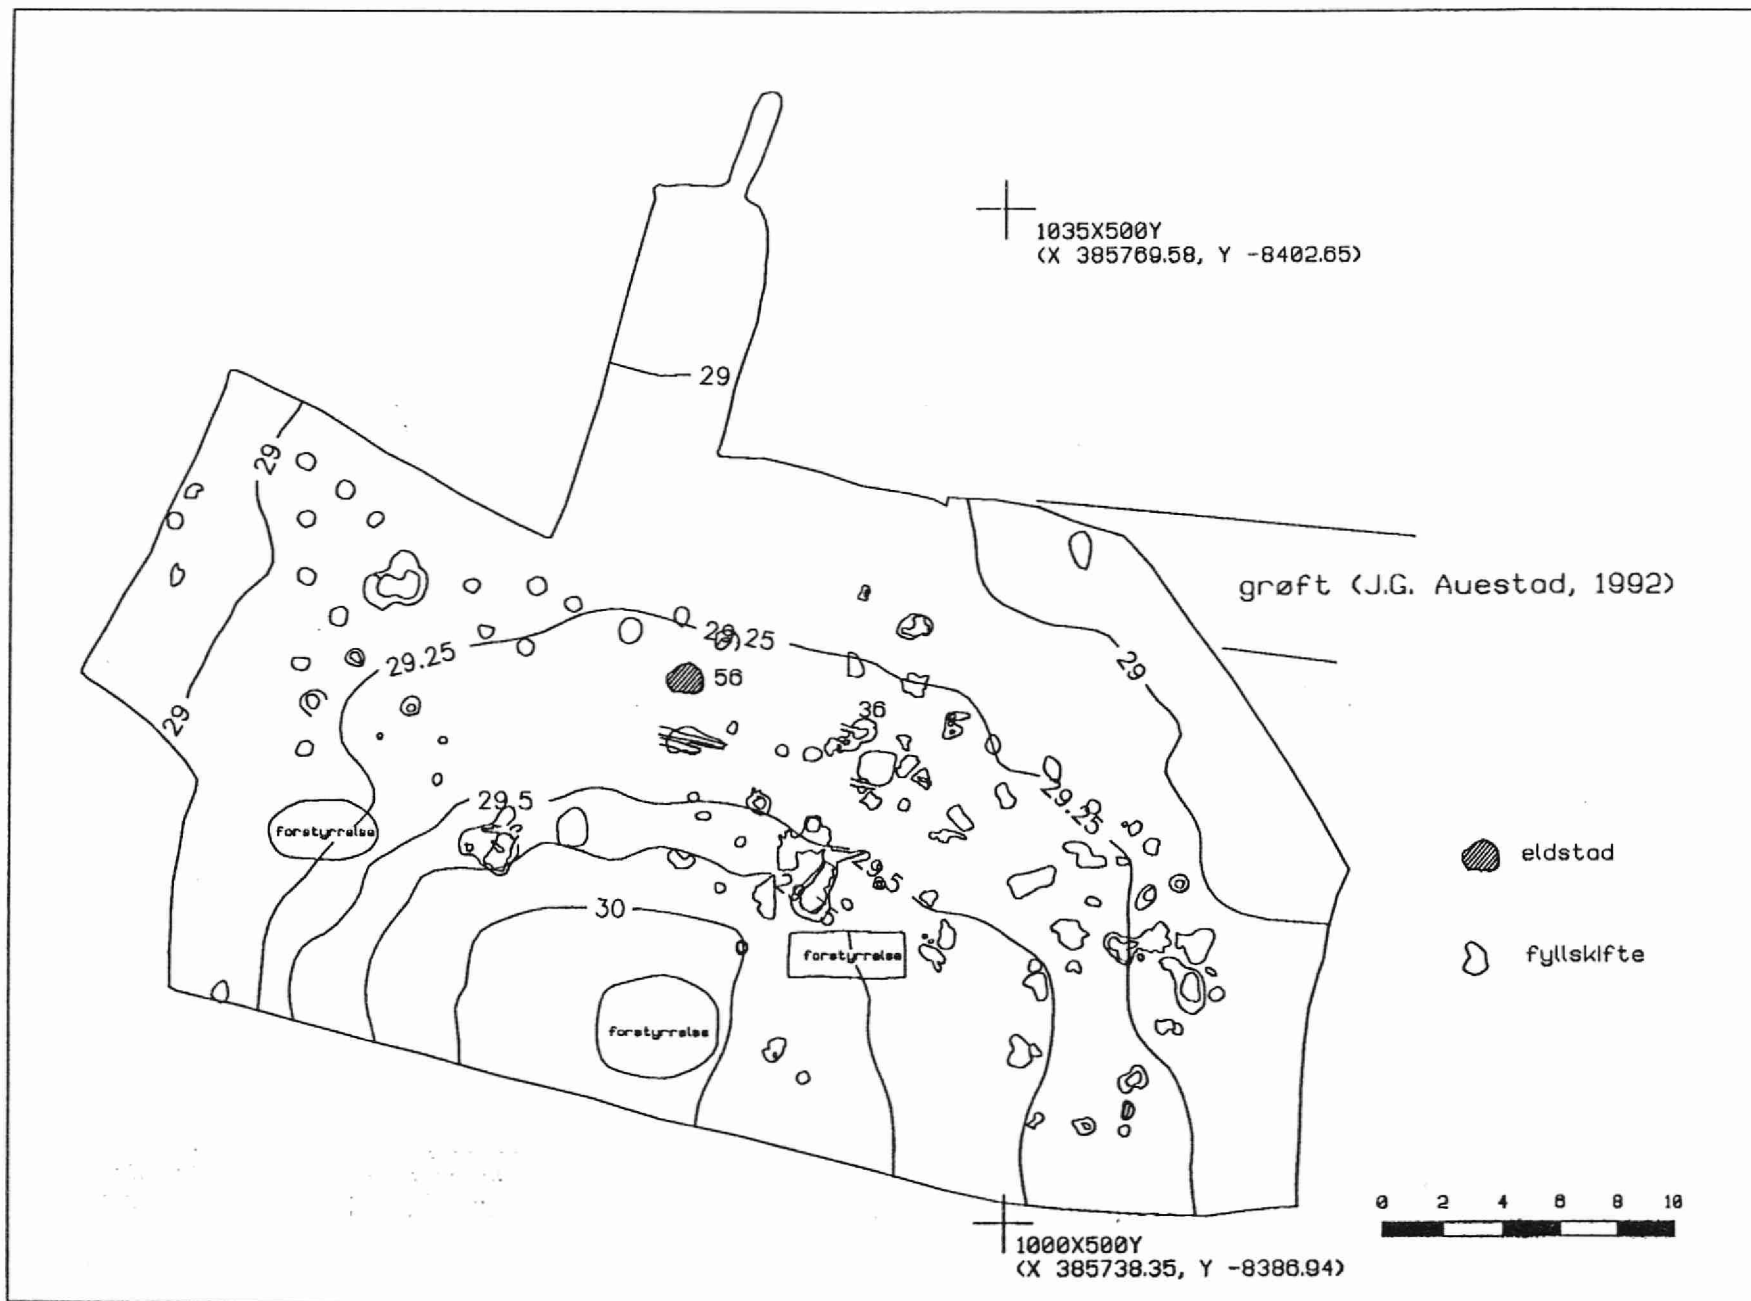 1035X500Y
(X 385769.58, Y -8402.65)
29
29
grøft (J.G. Auestad, 1992)
29.25
29.25
29
56
29
36
29.5
29.25
forstyrrelse
eldstad
29.5
30
forstyrrelse
fyllskifte
forstyrrelse
0 2 4 6 8 10
1000X500Y
(X 385738.35, Y -8386.94)